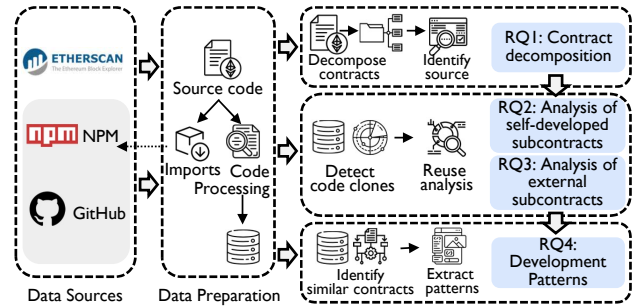 ETHERSCAN
The Ethereum Block Explorer
npm NPM
GitHub
Data Sources
Source code
Imports
Code
Processing
Data Preparation
Decompose
contracts
Identify
source
RQ1: Contract
decomposition
Detect
code clones
Reuse
analysis
RQ2: Analysis of
self-developed
subcontracts
RQ3: Analysis of
external
subcontracts
Identify
similar contracts
Extract
patterns
RQ4:
Development
Patterns